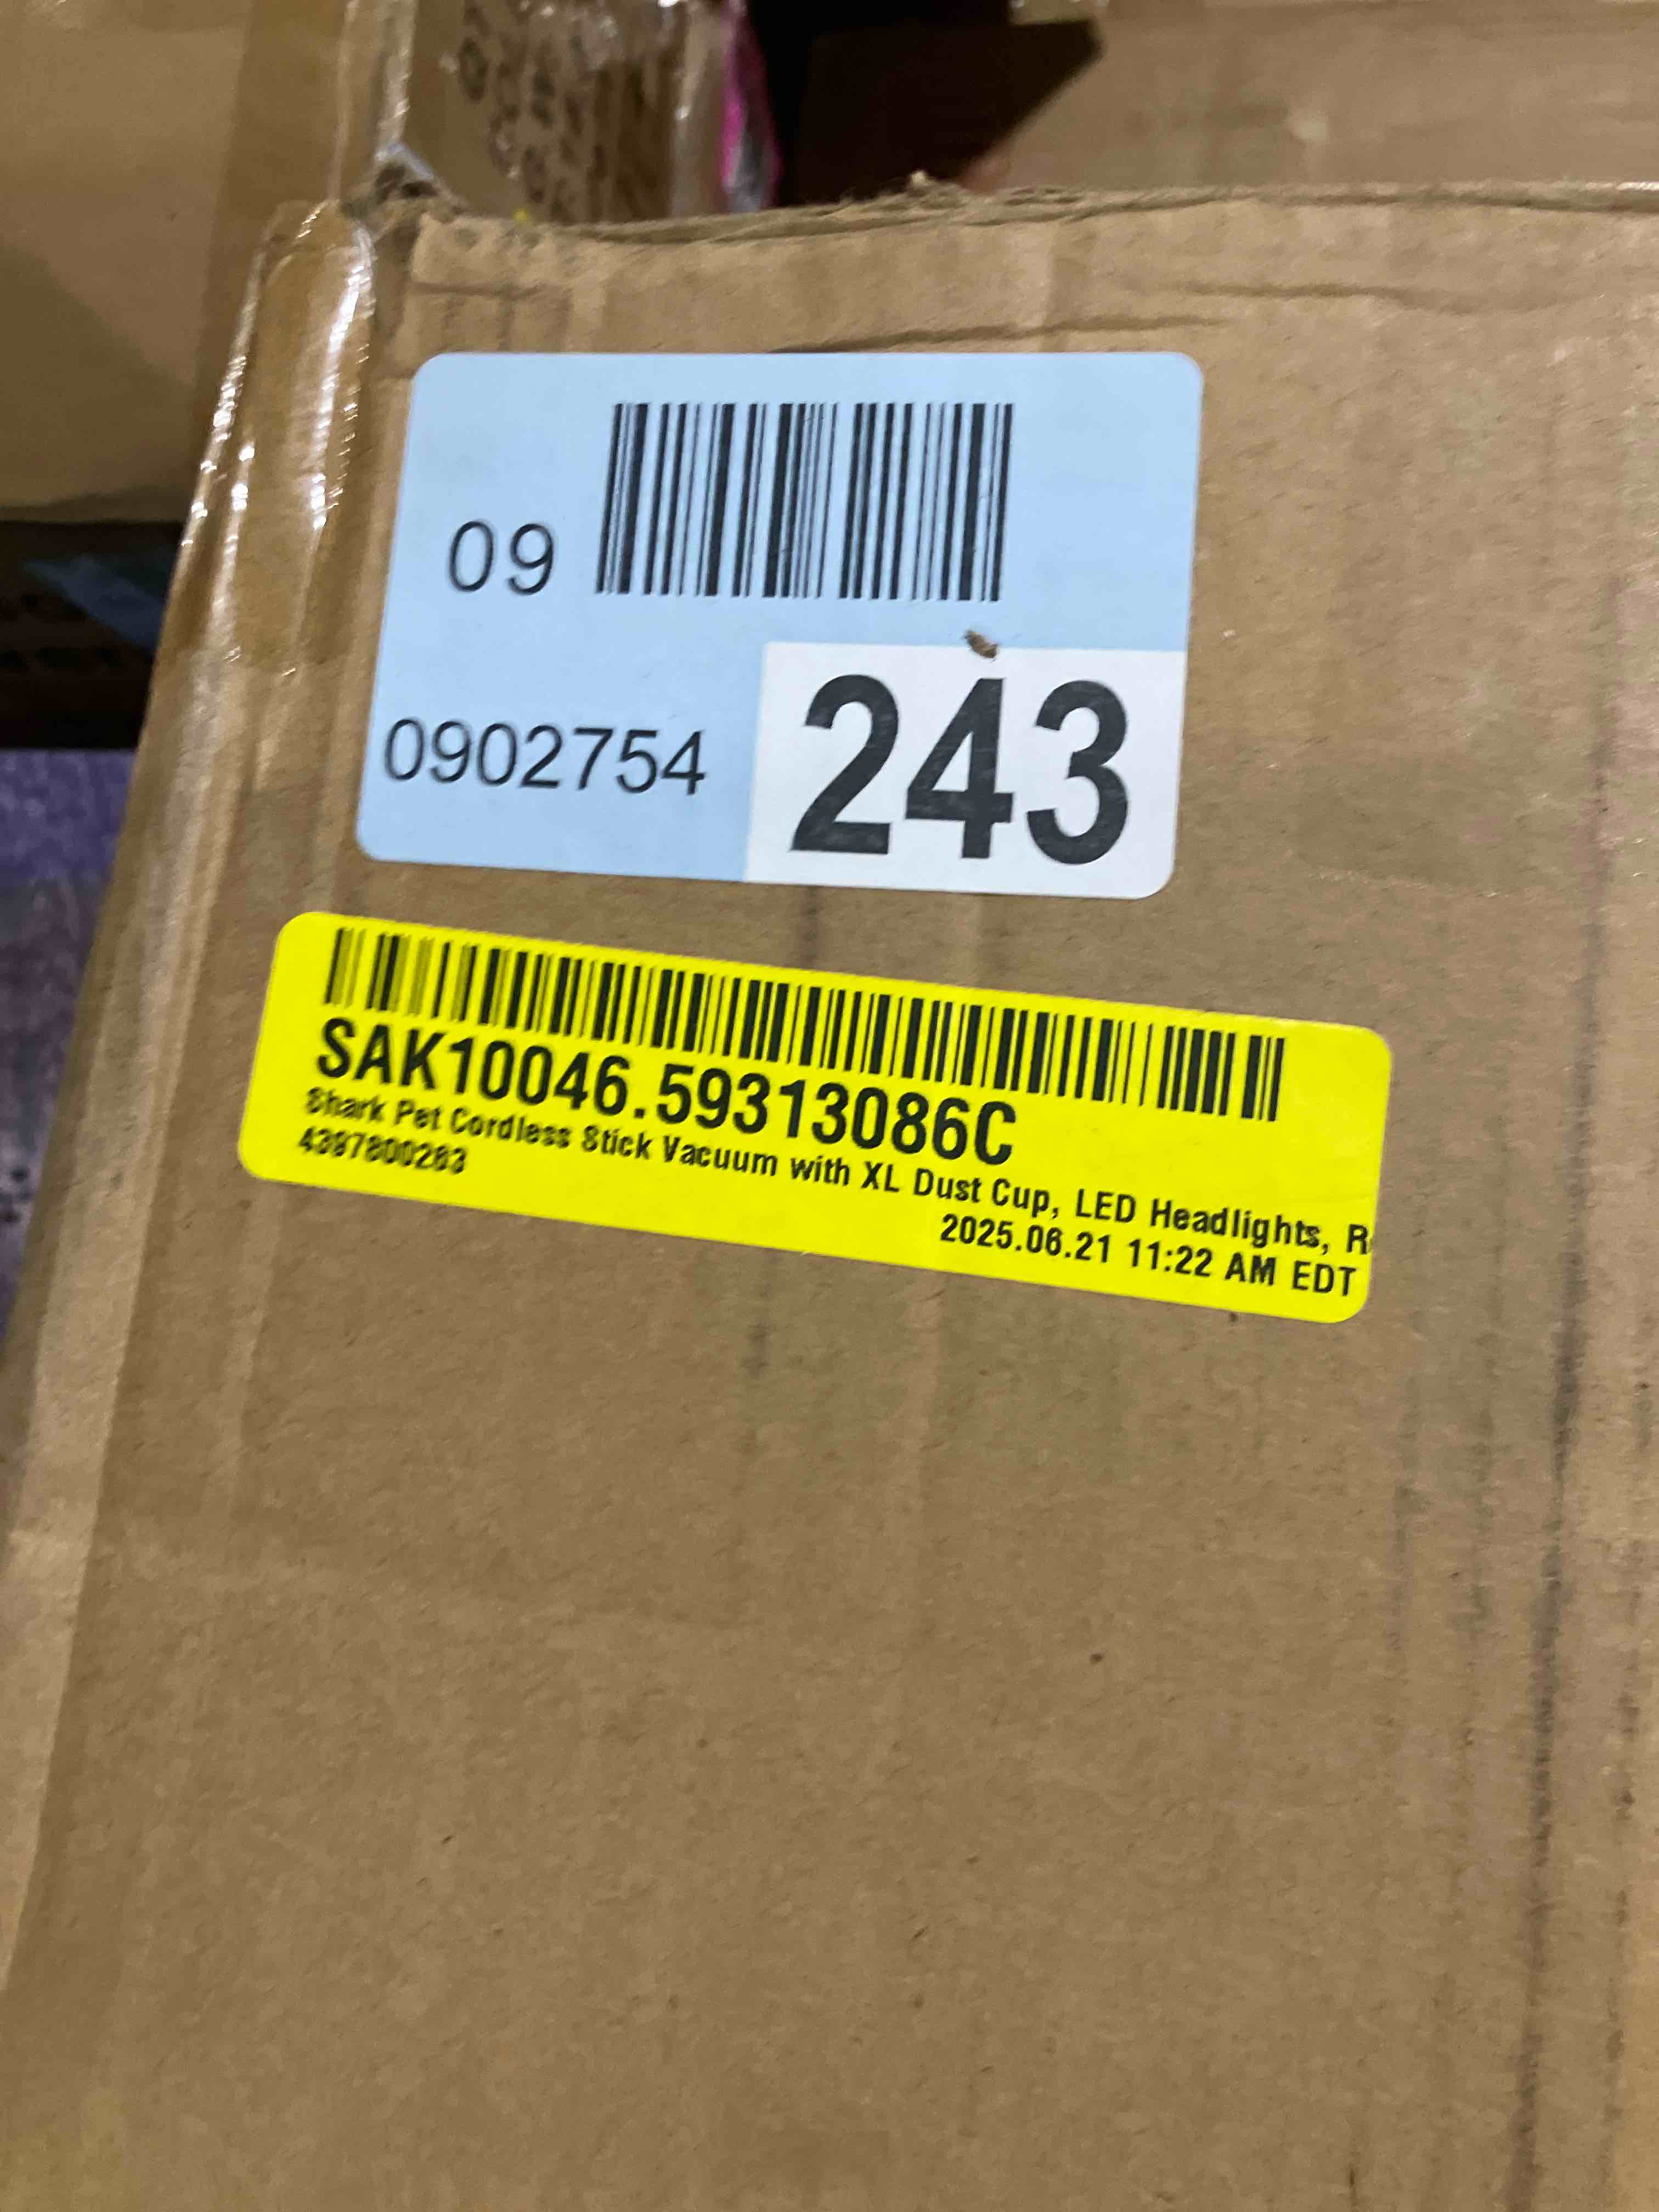 09
0902754
243
SAK10046.59313086C
Shark Pet Cordless Stick Vacuum with XL Dust Cup, LED Headlights, R
4397800263
2025.06.21 11:22 AM EDT